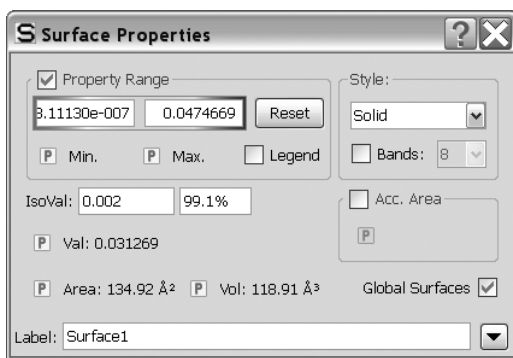 S Surface Properties ?
Property Range Style:
3.11130e-007 0.0474669 Reset Solid
P Min. P Max. Legend Bands: 8
IsoVal: 0.002 99.1% Acc. Area
P Val: 0.031269 P
P Area: 134.92 Å² P Vol: 118.91 Å³ Global Surfaces
Label: Surface1